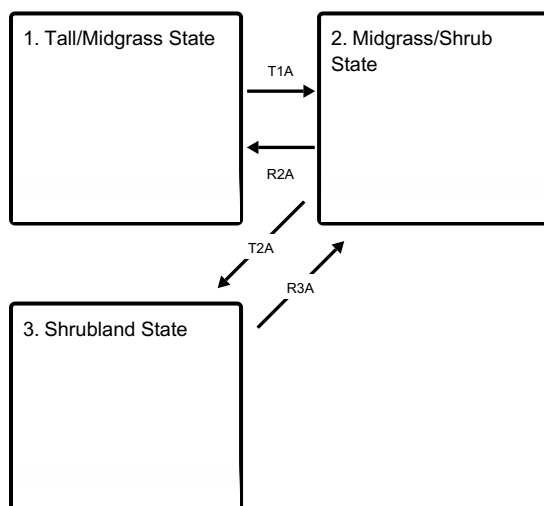 1. Tall/Midgrass State
2. Midgrass/Shrub
State
T1A
R2A
T2A
R3A
3. Shrubland State